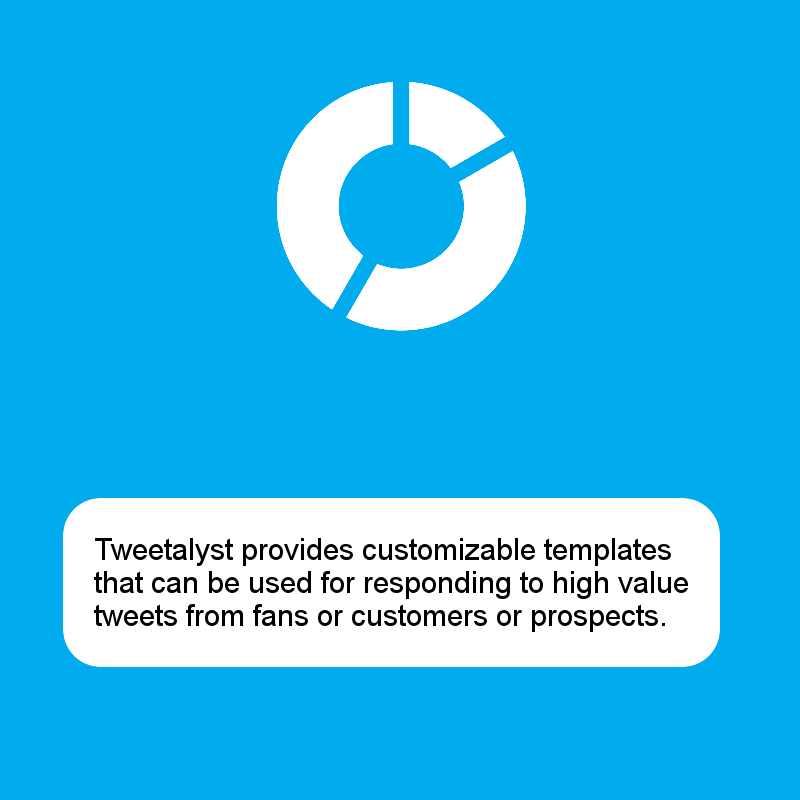 Tweetalyst provides customizable templates
that can be used for responding to high value
tweets from fans or customers or prospects.